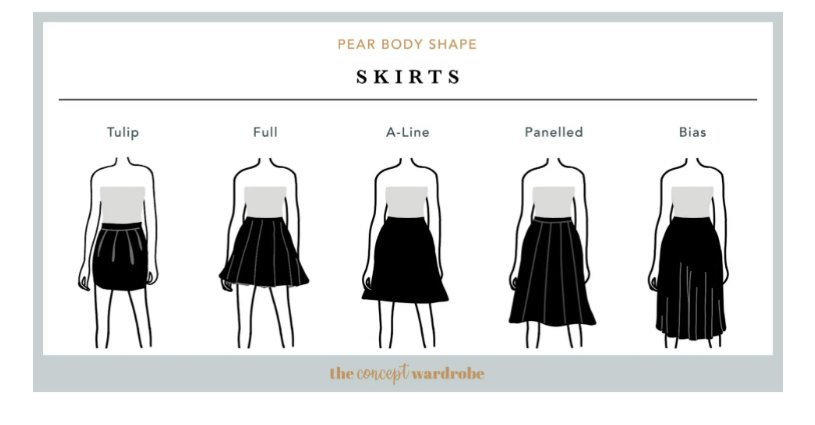 PEAR BODY SHAPE
SKIRTS
Tulip Full A-Line Panelled Bias
the concept wardrobe